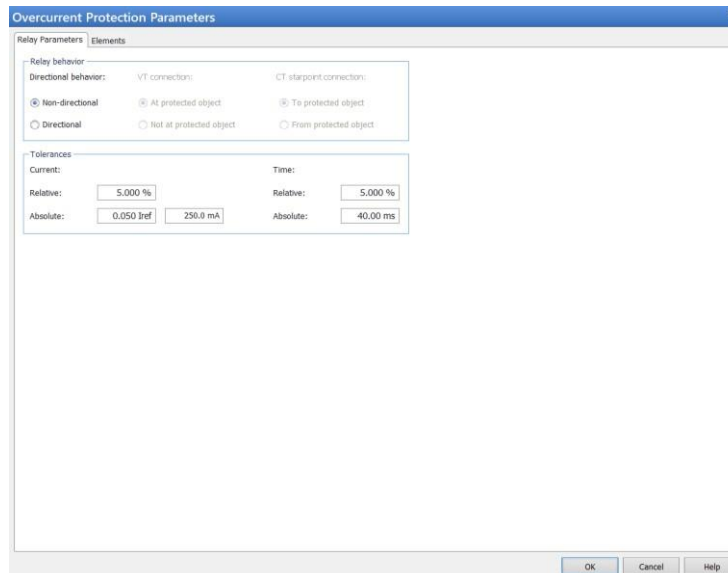 Overcurrent Protection Parameters
Relay Parameters Elements
Relay behavior
Directional behavior: VT connection: CT starpoint connection:
Non-directional At protected object To protected object
Directional Not at protected object From protected object
Tolerances
Current: Time:
Relative: 5.000 % Relative: 5.000 %
Absolute: 0.050 Iref 250.0 mA Absolute: 40.00 ms
OK Cancel Help